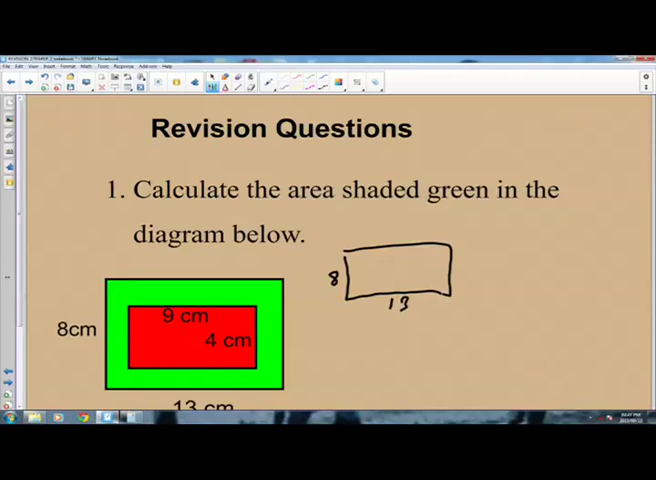 Revision Questions
1. Calculate the area shaded green in the
diagram below.
8
13
9 cm
8cm
4 cm
13 cm